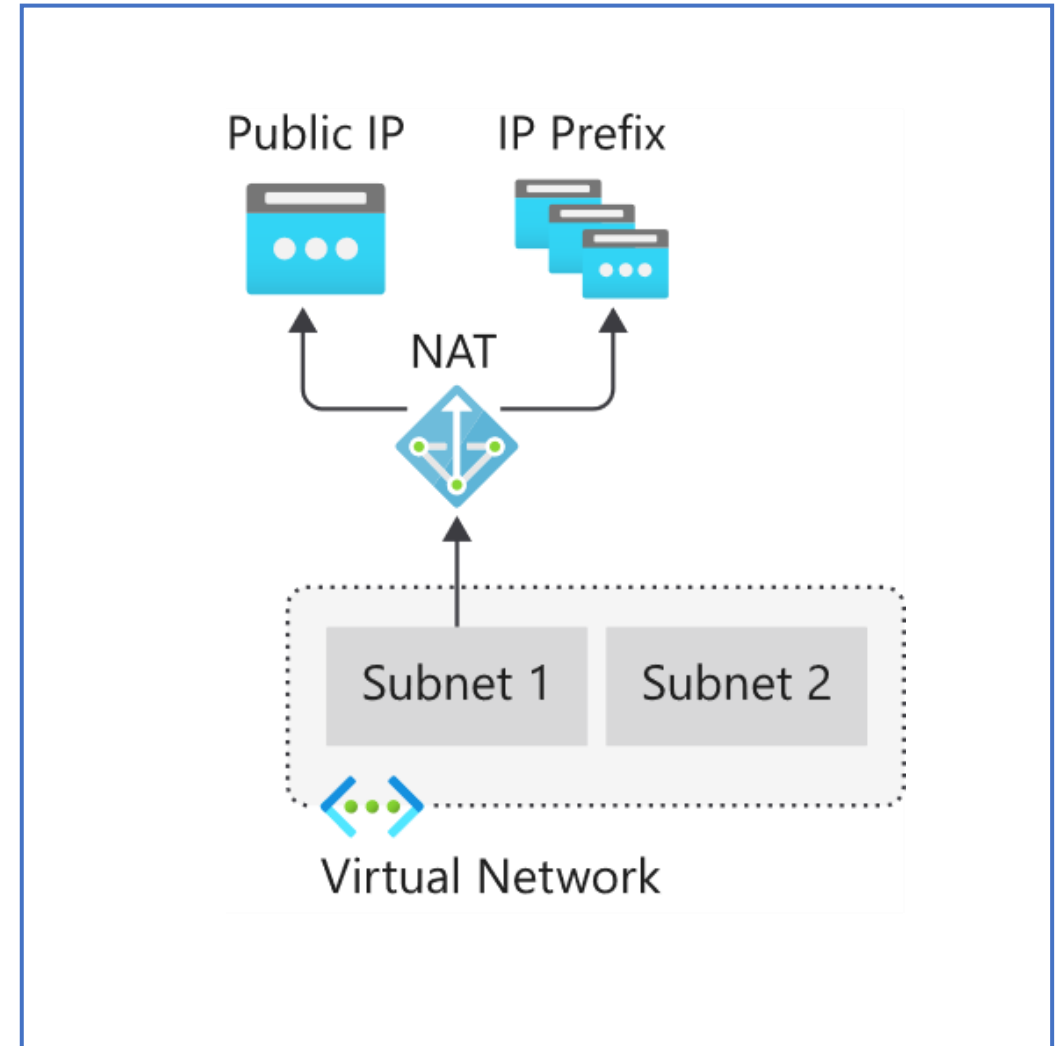 Public IP
IP Prefix
NAT
Subnet 1
Subnet 2
Virtual Network